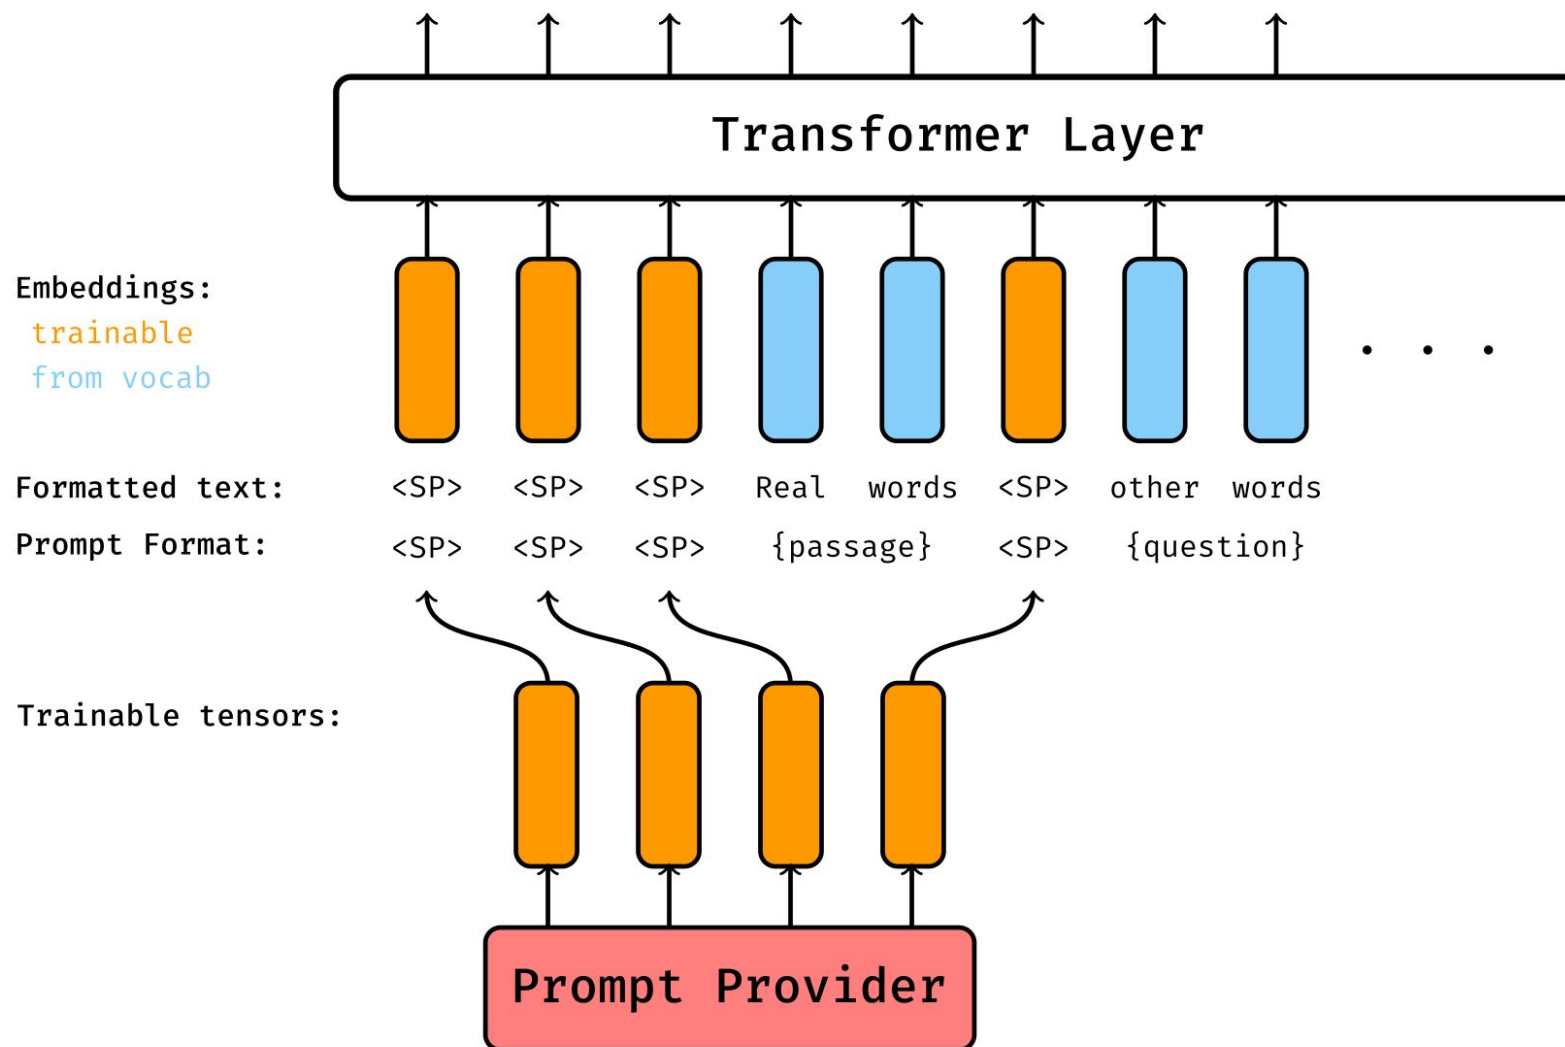 Transformer Layer
Embeddings:
trainable
from vocab
. . .
Formatted text: <SP> <SP> <SP> Real words <SP> other words
Prompt Format: <SP> <SP> <SP> {passage} <SP> {question}
Trainable tensors:
Prompt Provider